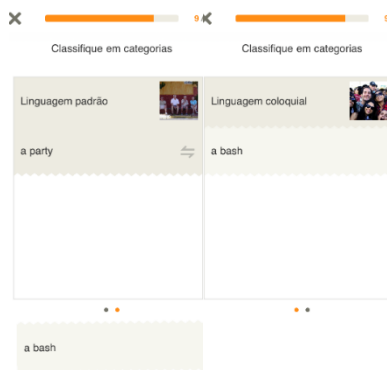 Classifique em categorias
Linguagem padrão
a party
a bash
Classifique em categorias
Linguagem coloquial
a bash